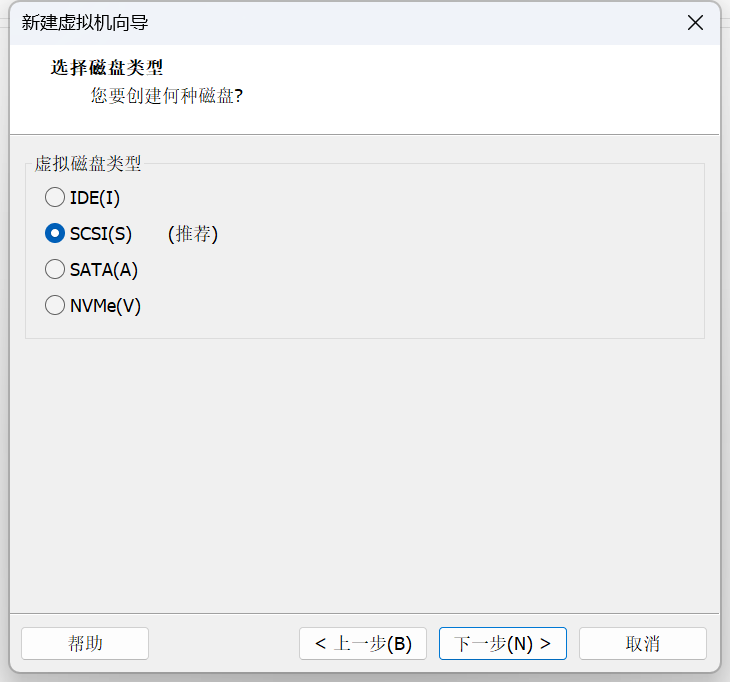 新建虚拟机向导
选择磁盘类型
您要创建何种磁盘?
虚拟磁盘类型
IDE(I)
SCSI(S) (推荐)
SATA(A)
NVMe(V)
帮助 < 上一步(B) 下一步(N) > 取消